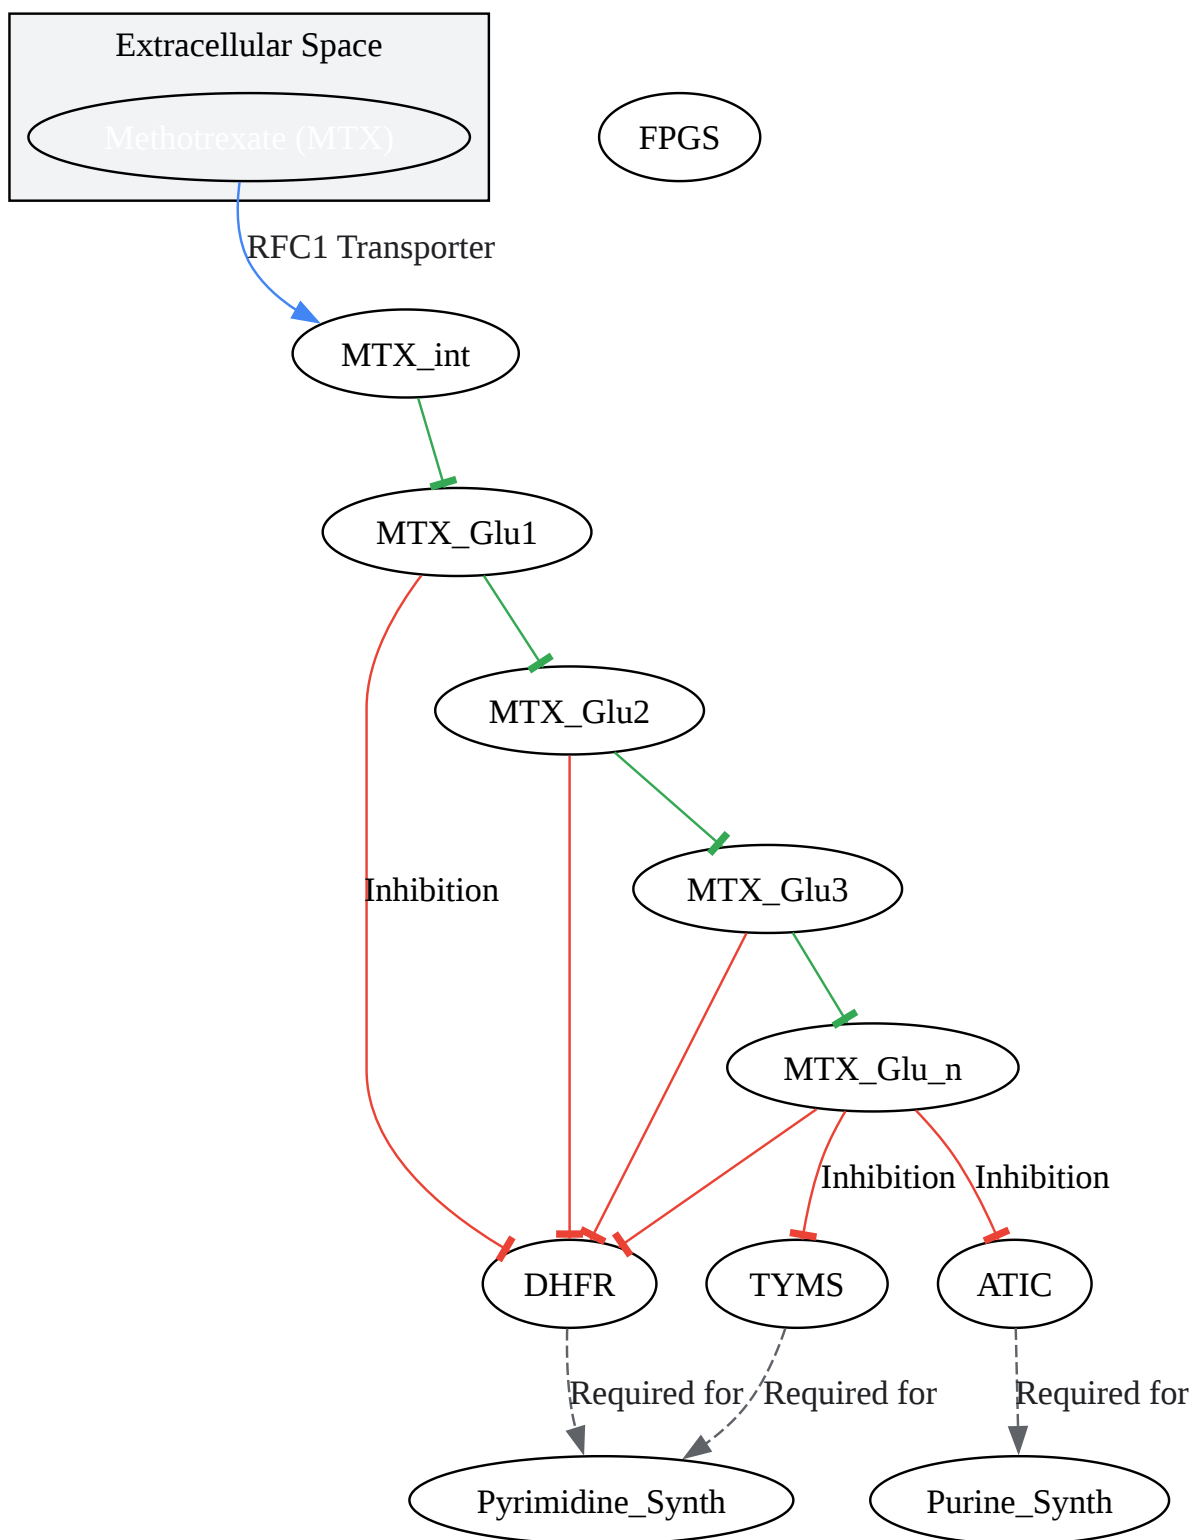 Extracellular Space
Methotrexate (MTX)
FPGS
RFC1 Transporter
MTX_int
MTX_Glu1
MTX_Glu2
MTX_Glu3
Inhibition
MTX_Glu_n
Inhibition
Inhibition
DHFR
TYMS
ATIC
Required for
Required for
Required for
Pyrimidine_Synth
Purine_Synth